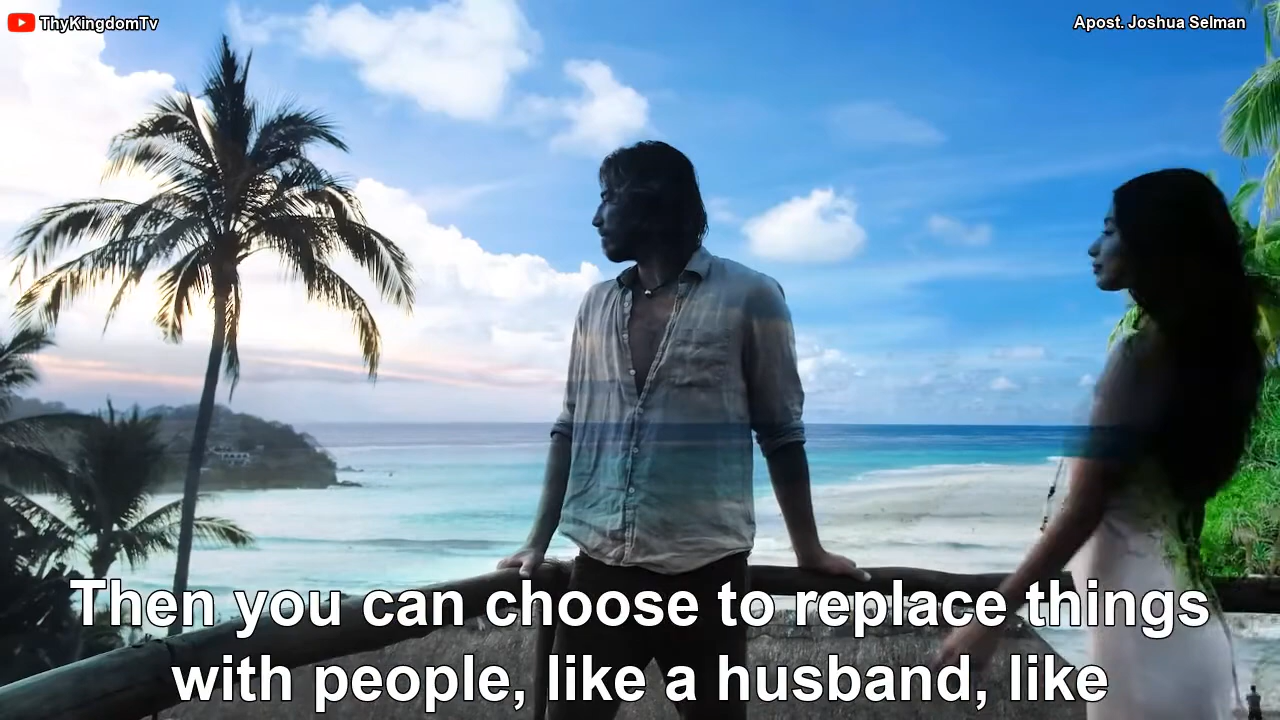 ThyKingdomTv
Apost. Joshua Selman
Then you can choose to replace things
with people, like a husband, like